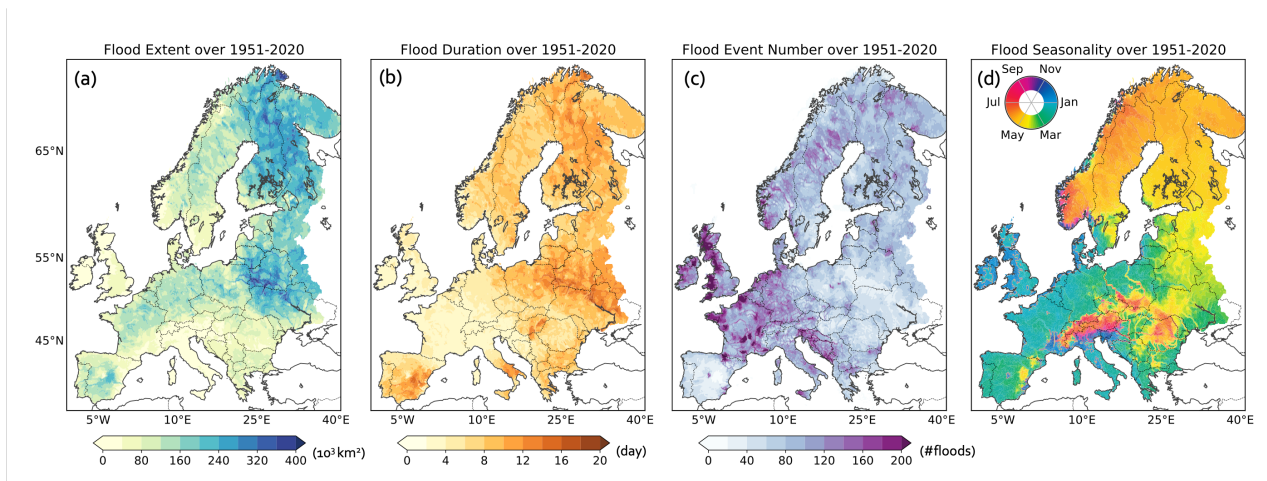 Flood Extent over 1951-2020
Flood Duration over 1951-2020
Flood Event Number over 1951-2020
Flood Seasonality over 1951-2020
(a)
(b)
(c)
(d)
Sep
Nov
Jul
Jan
May
Mar
65°N
55°N
45°N
5°W 10°E 25°E 40°E
5°W 10°E 25°E 40°E
5°W 10°E 25°E 40°E
5°W 10°E 25°E 40°E
0 80 160 240 320 400 (10³ km²)
0 4 8 12 16 20 (day)
0 40 80 120 160 200 (#floods)